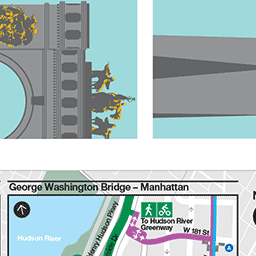 George Washington Bridge – Manhattan
To Hudson River
Greenway
W 181 St
Hudson River
Henry Hudson Pkwy
A